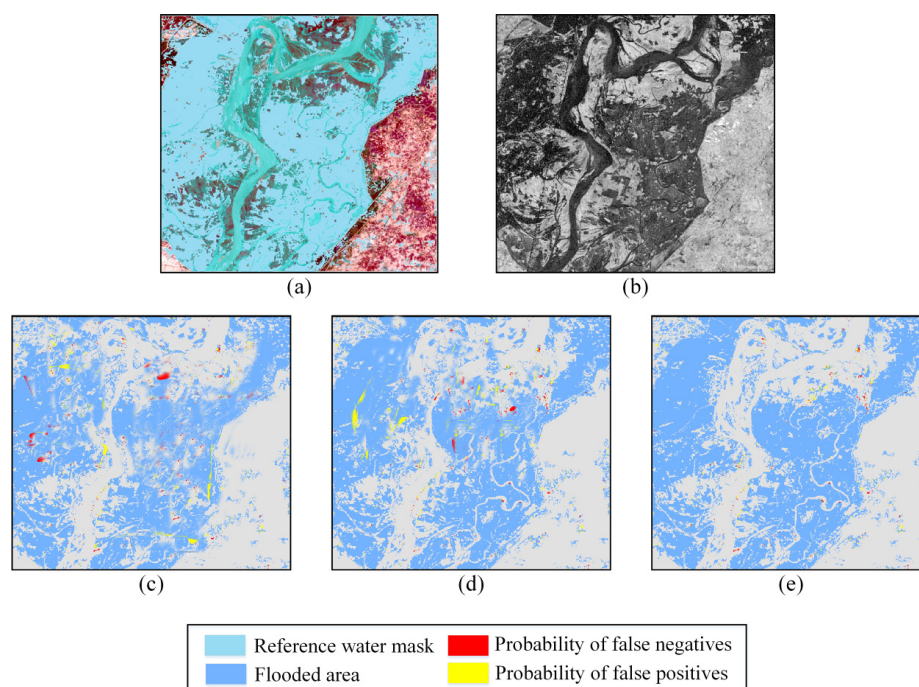 (a)
(b)
(c)
(d)
(e)
Reference water mask
Probability of false negatives
Flooded area
Probability of false positives